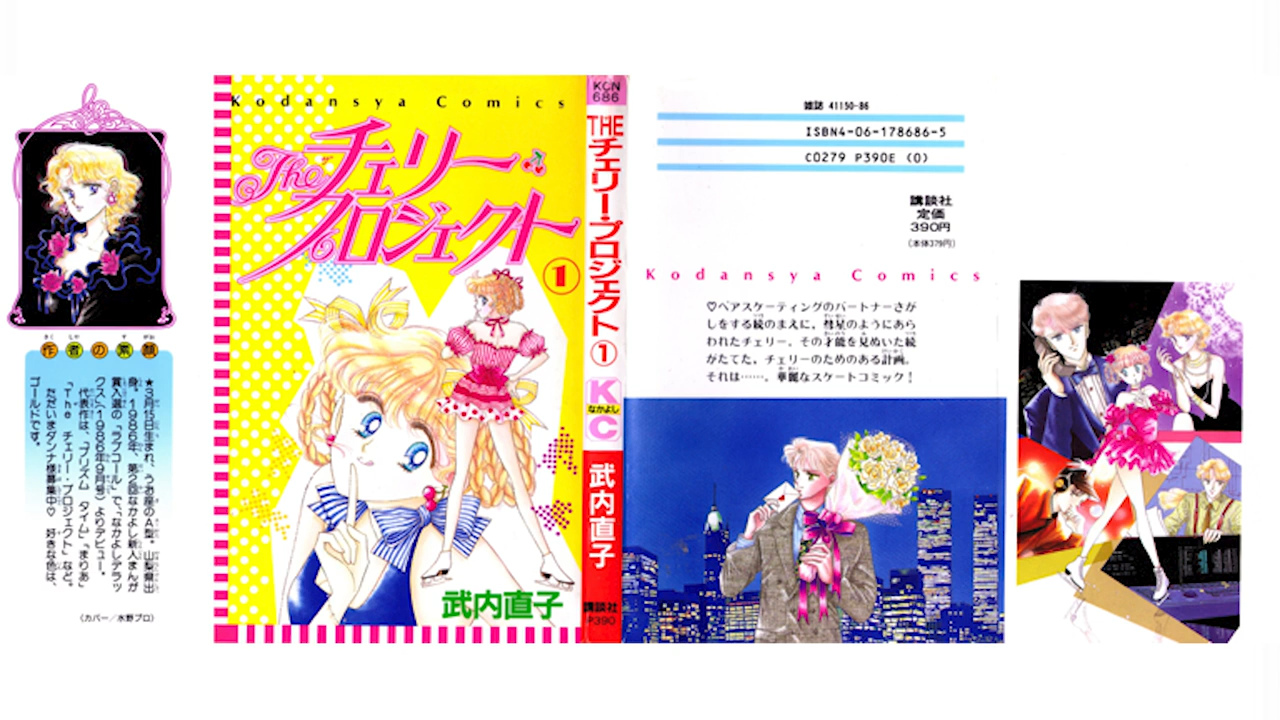 作者の素顔
さくしゃのすがお
★3月15日生まれ、うお座のA型。山梨県出
身。1986年、第2回なかよし新人まんが
賞入選の「ラブコール」で、なかよしデラッ
クス(1986年9月号)よりデビュー。
代表作は、「プリズム タイム」「まりあ」
「The チェリー・プロジェクト」など。
ただいまダンナ様募集中♡ 好きな色は、
ゴールドです。
(カバー/水野プロ)
Kodansya Comics
The チェリー・プロジェクト
①
武内直子
KCN
686
THEチェリー・プロジェクト①
K
なかよし
C
武内直子
講談社
P390
雑誌 41150-86
ISBN4-06-178686-5
C0279 P390E (0)
講談社
定価
390円
(本体379円)
Kodansya Comics
♡ペアスケーティングのパートナーさが
しをする続のまえに、彗星のようにあら
われたチェリー。その才能を見ぬいた続
がたてた、チェリーのためのある計画。
それは……。華麗なスケートコミック!